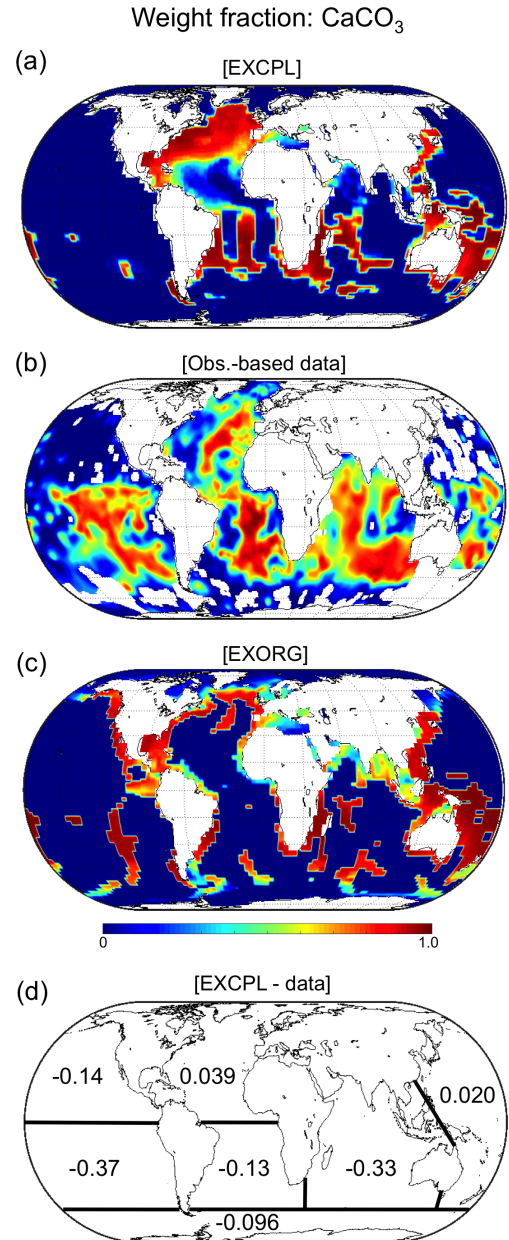 Weight fraction: CaCO₃
(a)
[EXCPL]
(b)
[Obs.-based data]
(c)
[EXORG]
0 1.0
(d)
[EXCPL - data]
-0.14 0.039 0.020
-0.37 -0.13 -0.33
-0.096